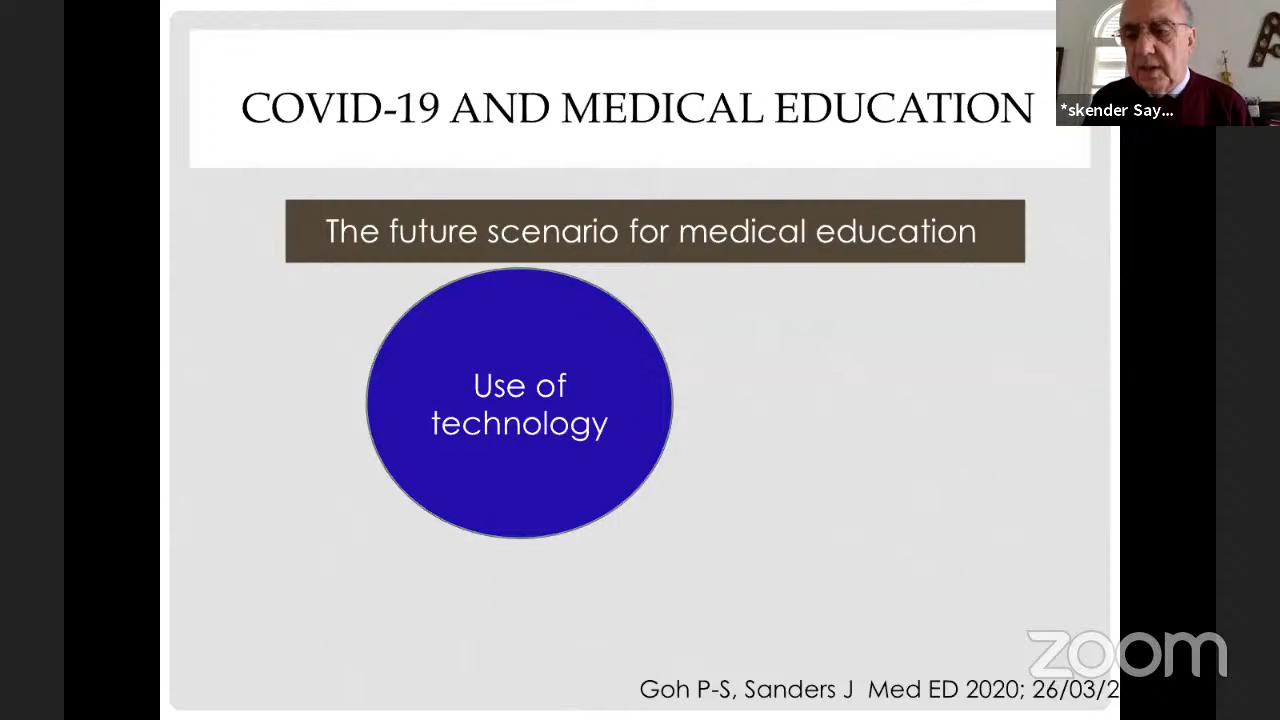 COVID-19 AND MEDICAL EDUCATION
*skender Say...
The future scenario for medical education
Use of
technology
zoom
Goh P-S, Sanders J Med ED 2020; 26/03/2